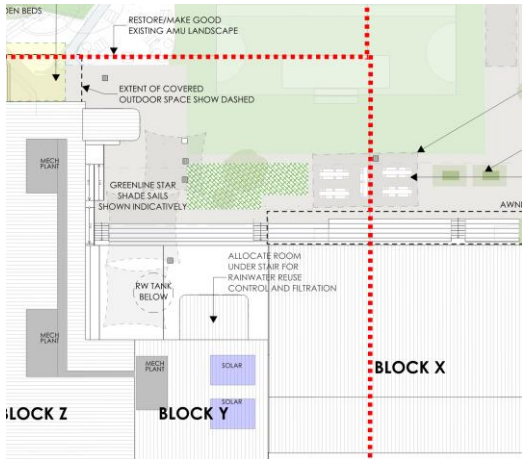 DEN BEDS
RESTORE/MAKE GOOD
EXISTING AMU LANDSCAPE
EXTENT OF COVERED
OUTDOOR SPACE SHOW DASHED
MECH
PLANT
GREENLINE STAR
SHADE SAILS
SHOWN INDICATIVELY
AWNI
ALLOCATE ROOM
UNDER STAIR FOR
RAINWATER REUSE
CONTROL AND FILTRATION
RW TANK
BELOW
MECH
PLANT
MECH
PLANT
SOLAR
BLOCK X
SOLAR
BLOCK Z
BLOCK Y